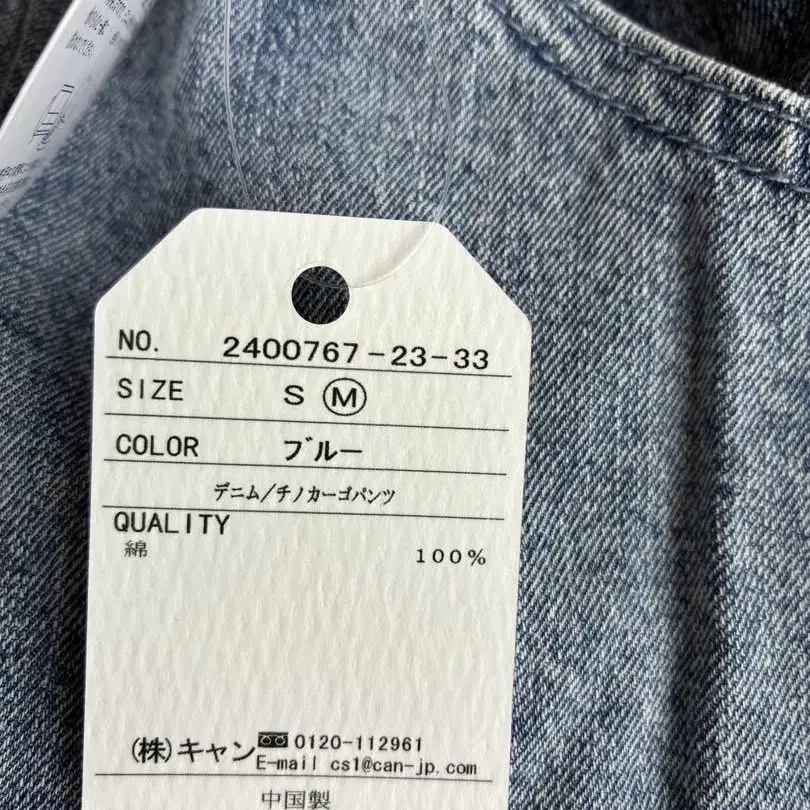 NO. 2400767-23-33
SIZE S Ⓜ
COLOR ブルー
デニム/チノカーゴパンツ
QUALITY
綿 100%
(株)キャン 0120-112961
E-mail cs1@can-jp.com
中国製